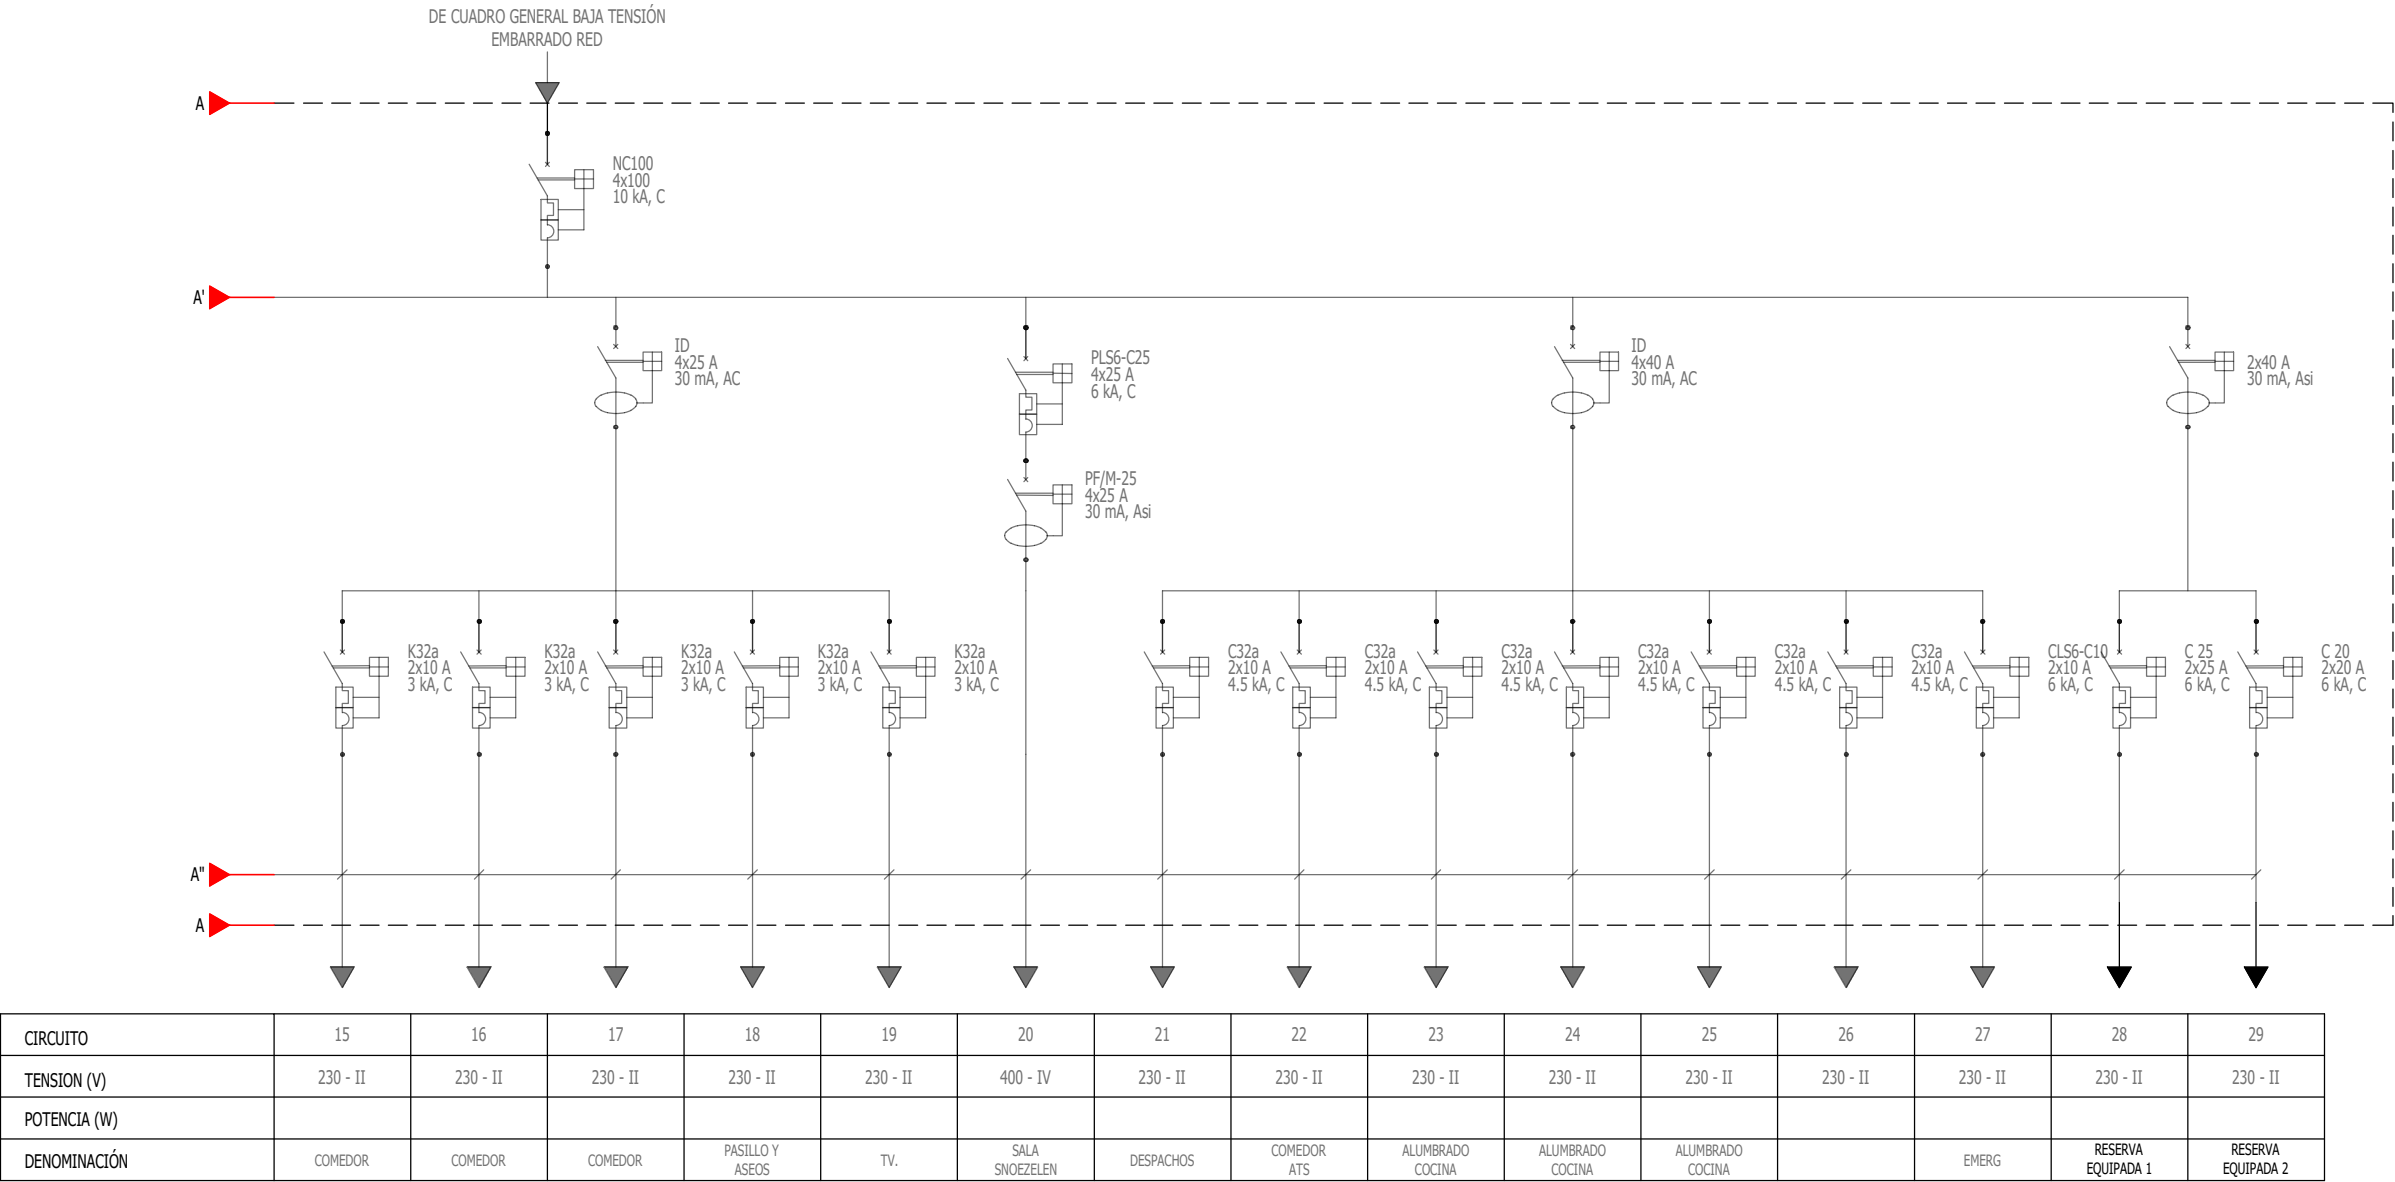 DE CUADRO GENERAL BAJA TENSIÓN
EMBARRADO RED
A
NC100
4x100
10 kA, C
A'
ID
4x25 A
30 mA, AC
PLS6-C25
4x25 A
6 kA, C
PF/M-25
4x25 A
30 mA, Asi
ID
4x40 A
30 mA, AC
2x40 A
30 mA, Asi
K32a
2x10 A
3 kA, C
K32a
2x10 A
3 kA, C
K32a
2x10 A
3 kA, C
K32a
2x10 A
3 kA, C
K32a
2x10 A
3 kA, C
C32a
2x10 A
4.5 kA, C
C32a
2x10 A
4.5 kA, C
C32a
2x10 A
4.5 kA, C
C32a
2x10 A
4.5 kA, C
C32a
2x10 A
4.5 kA, C
C32a
2x10 A
4.5 kA, C
CLS6-C10
2x10 A
6 kA, C
C 25
2x25 A
6 kA, C
C 20
2x20 A
6 kA, C
A"
A
CIRCUITO 15 16 17 18 19 20 21 22 23 24 25 26 27 28 29
TENSION (V) 230 - II 230 - II 230 - II 230 - II 230 - II 400 - IV 230 - II 230 - II 230 - II 230 - II 230 - II 230 - II 230 - II 230 - II 230 - II
POTENCIA (W)
DENOMINACIÓN
COMEDOR
COMEDOR
COMEDOR
PASILLO Y
ASEOS
TV.
SALA
SNOEZELEN
DESPACHOS
COMEDOR
ATS
ALUMBRADO
COCINA
ALUMBRADO
COCINA
ALUMBRADO
COCINA
EMERG
RESERVA
EQUIPADA 1
RESERVA
EQUIPADA 2